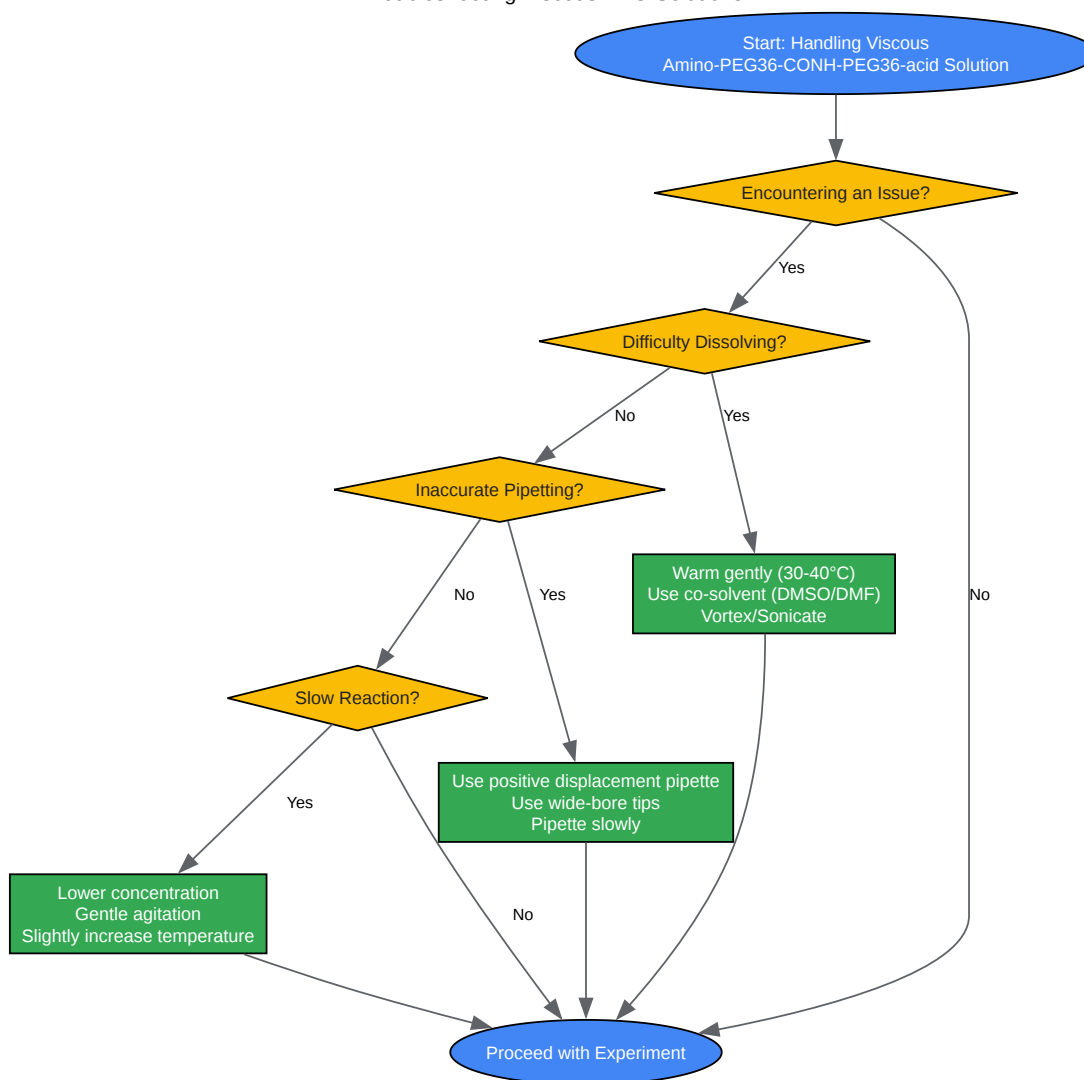 Start: Handling Viscous
Amino-PEG36-CONH-PEG36-acid Solution
Encountering an Issue?
Yes
Difficulty Dissolving?
No
Yes
Inaccurate Pipetting?
Warm gently (30-40°C)
Use co-solvent (DMSO/DMF)
Vortex/Sonicate
No
Yes
No
Slow Reaction?
Use positive displacement pipette
Use wide-bore tips
Pipette slowly
Yes
Lower concentration
Gentle agitation
Slightly increase temperature
No
Proceed with Experiment